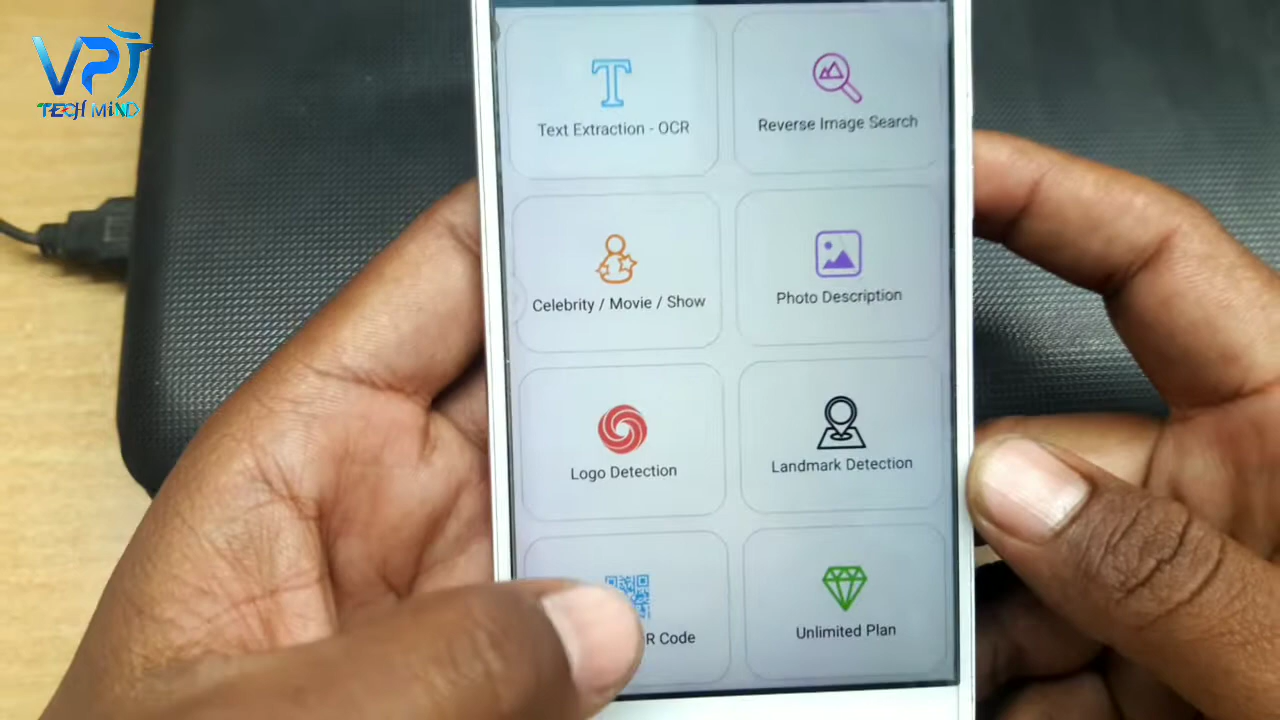 VPT
TECH MiND
Text Extraction - OCR
Reverse Image Search
Celebrity / Movie / Show
Photo Description
Logo Detection
Landmark Detection
R Code
Unlimited Plan